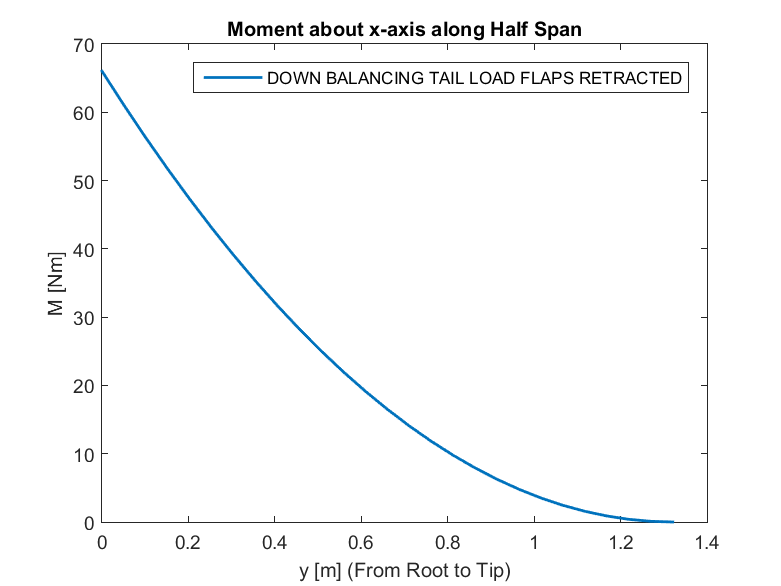 Moment about x-axis along Half Span
DOWN BALANCING TAIL LOAD FLAPS RETRACTED
M [Nm]
70
60
50
40
30
20
10
0
0 0.2 0.4 0.6 0.8 1 1.2 1.4
y [m] (From Root to Tip)